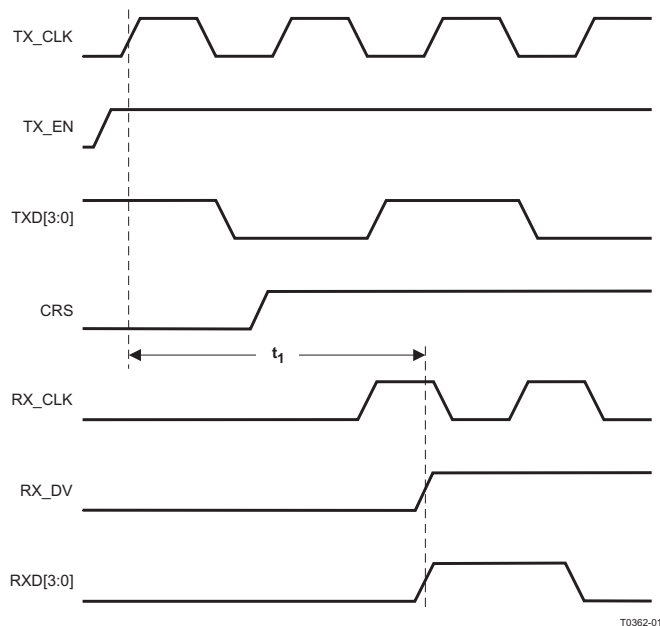 TX_CLK
TX_EN
TXD[3:0]
CRS
t1
RX_CLK
RX_DV
RXD[3:0]
T0362-01